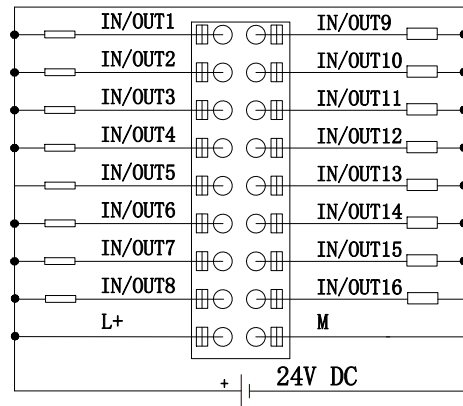 IN/OUT1 IN/OUT9
IN/OUT2 IN/OUT10
IN/OUT3 IN/OUT11
IN/OUT4 IN/OUT12
IN/OUT5 IN/OUT13
IN/OUT6 IN/OUT14
IN/OUT7 IN/OUT15
IN/OUT8 IN/OUT16
L+ M
+ 24V DC